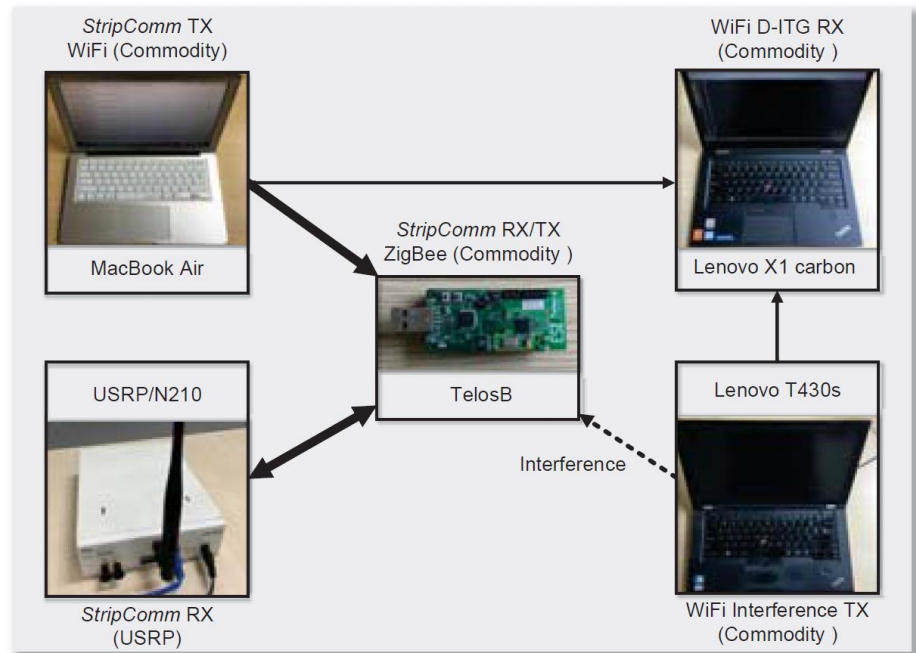 StripComm TX
WiFi (Commodity)
MacBook Air
WiFi D-ITG RX
(Commodity )
Lenovo X1 carbon
StripComm RX/TX
ZigBee (Commodity )
TelosB
USRP/N210
StripComm RX
(USRP)
Interference
Lenovo T430s
WiFi Interference TX
(Commodity )